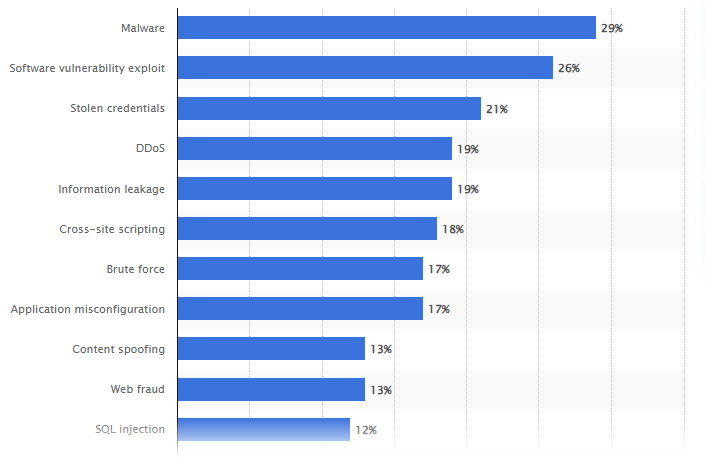 Malware 29%
Software vulnerability exploit 26%
Stolen credentials 21%
DDoS 19%
Information leakage 19%
Cross-site scripting 18%
Brute force 17%
Application misconfiguration 17%
Content spoofing 13%
Web fraud 13%
SQL injection 12%